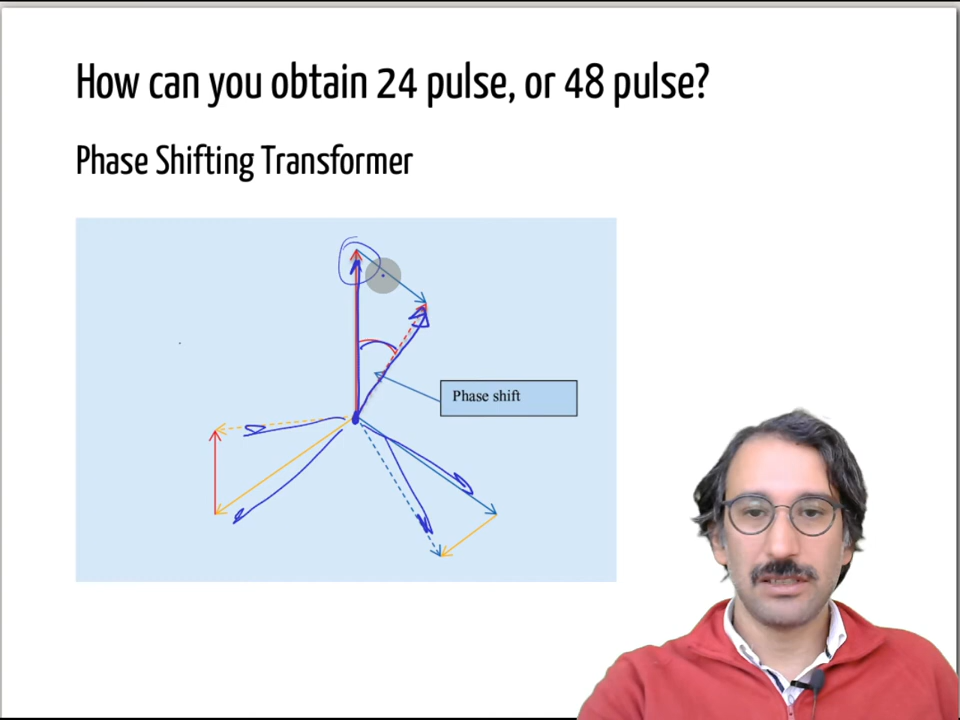 How can you obtain 24 pulse, or 48 pulse?
Phase Shifting Transformer
Phase shift